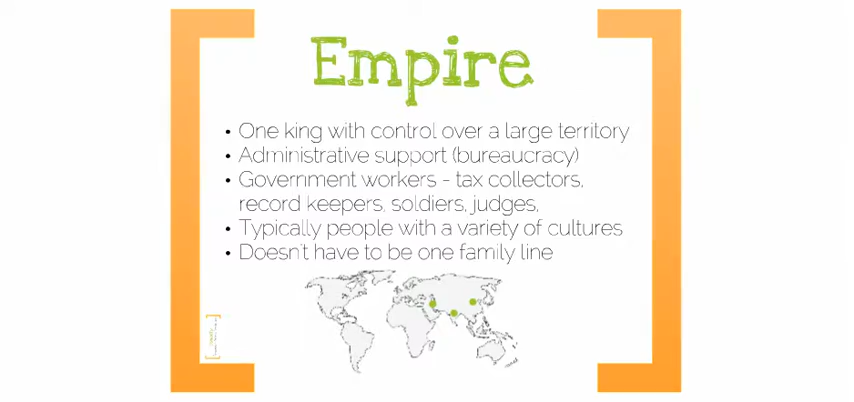 Empire
• One king with control over a large territory
• Administrative support (bureaucracy)
• Government workers - tax collectors,
record keepers, soldiers, judges,
• Typically people with a variety of cultures
• Doesn't have to be one family line